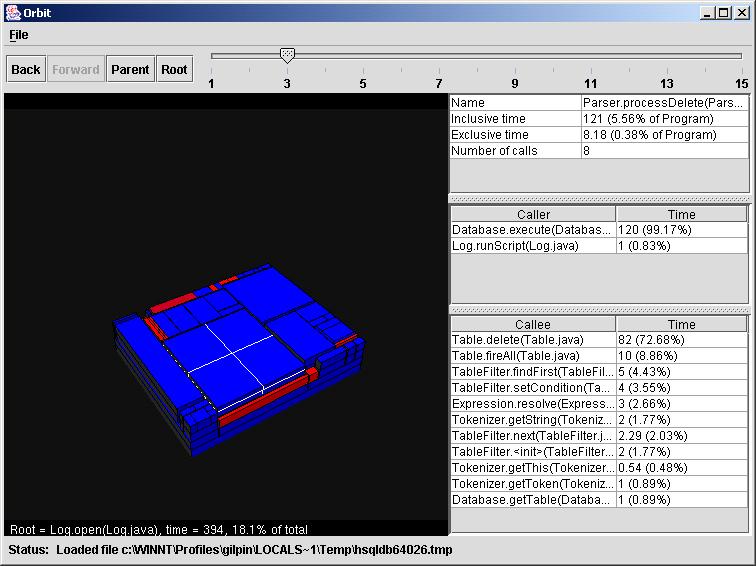 Orbit
File
Back Forward Parent Root
1 3 5 7 9 11 13 15
Name Parser.processDelete(Pars...
Inclusive time 121 (5.56% of Program)
Exclusive time 8.18 (0.38% of Program)
Number of calls 8
Caller Time
Database.execute(Databas... 120 (99.17%)
Log.runScript(Log.java) 1 (0.83%)
Callee Time
Table.delete(Table.java) 82 (72.68%)
Table.fireAll(Table.java) 10 (8.86%)
TableFilter.findFirst(TableFil... 5 (4.43%)
TableFilter.setCondition(Ta... 4 (3.55%)
Expression.resolve(Express... 3 (2.66%)
Tokenizer.getString(Tokeniz... 2 (1.77%)
TableFilter.next(TableFilter.j... 2.29 (2.03%)
TableFilter.<init>(TableFilter... 2 (1.77%)
Tokenizer.getThis(Tokenizer... 0.54 (0.48%)
Tokenizer.getToken(Tokeniz... 1 (0.89%)
Database.getTable(Databa... 1 (0.89%)
Root = Log.open(Log.java), time = 394, 18.1% of total
Status: Loaded file c:\WINNT\Profiles\gilpin\LOCALS~1\Temp\hsqldb64026.tmp